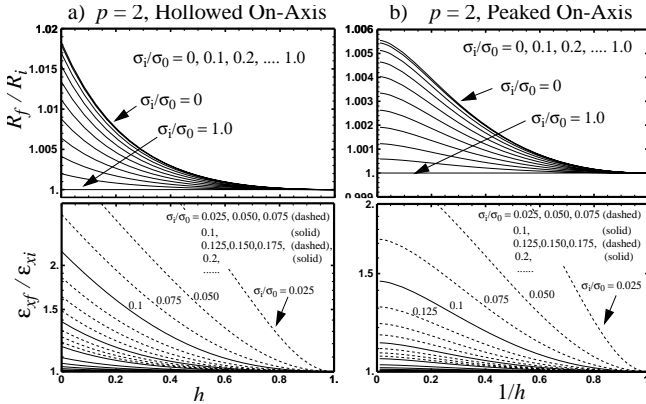 a) p = 2, Hollowed On-Axis
b) p = 2, Peaked On-Axis
R_f / R_i
1.02
1.015
1.01
1.005
1.
σ_i/σ_0 = 0, 0.1, 0.2, .... 1.0
σ_i/σ_0 = 0
σ_i/σ_0 = 1.0
1.006
1.005
1.004
1.003
1.002
1.001
1.000
0.999
σ_i/σ_0 = 0, 0.1, 0.2, .... 1.0
σ_i/σ_0 = 0
σ_i/σ_0 = 1.0
ε_xf / ε_xi
2.
1.5
1.
σ_i/σ_0 = 0.025, 0.050, 0.075 (dashed)
0.1, (solid)
0.125,0.150,0.175, (dashed),
0.2, (solid)
......
σ_i/σ_0 = 0.025
0.1
0.075
0.050
0 0.2 0.4 0.6 0.8 1.
h
2.
1.5
1.
σ_i/σ_0 = 0.025, 0.050, 0.075 (dashed)
0.1, (solid)
0.125,0.150,0.175, (dashed)
0.2, (solid)
......
σ_i/σ_0 = 0.025
0.125
0.1
0.075
0.050
0 0.2 0.4 0.6 0.8 1.
1/h